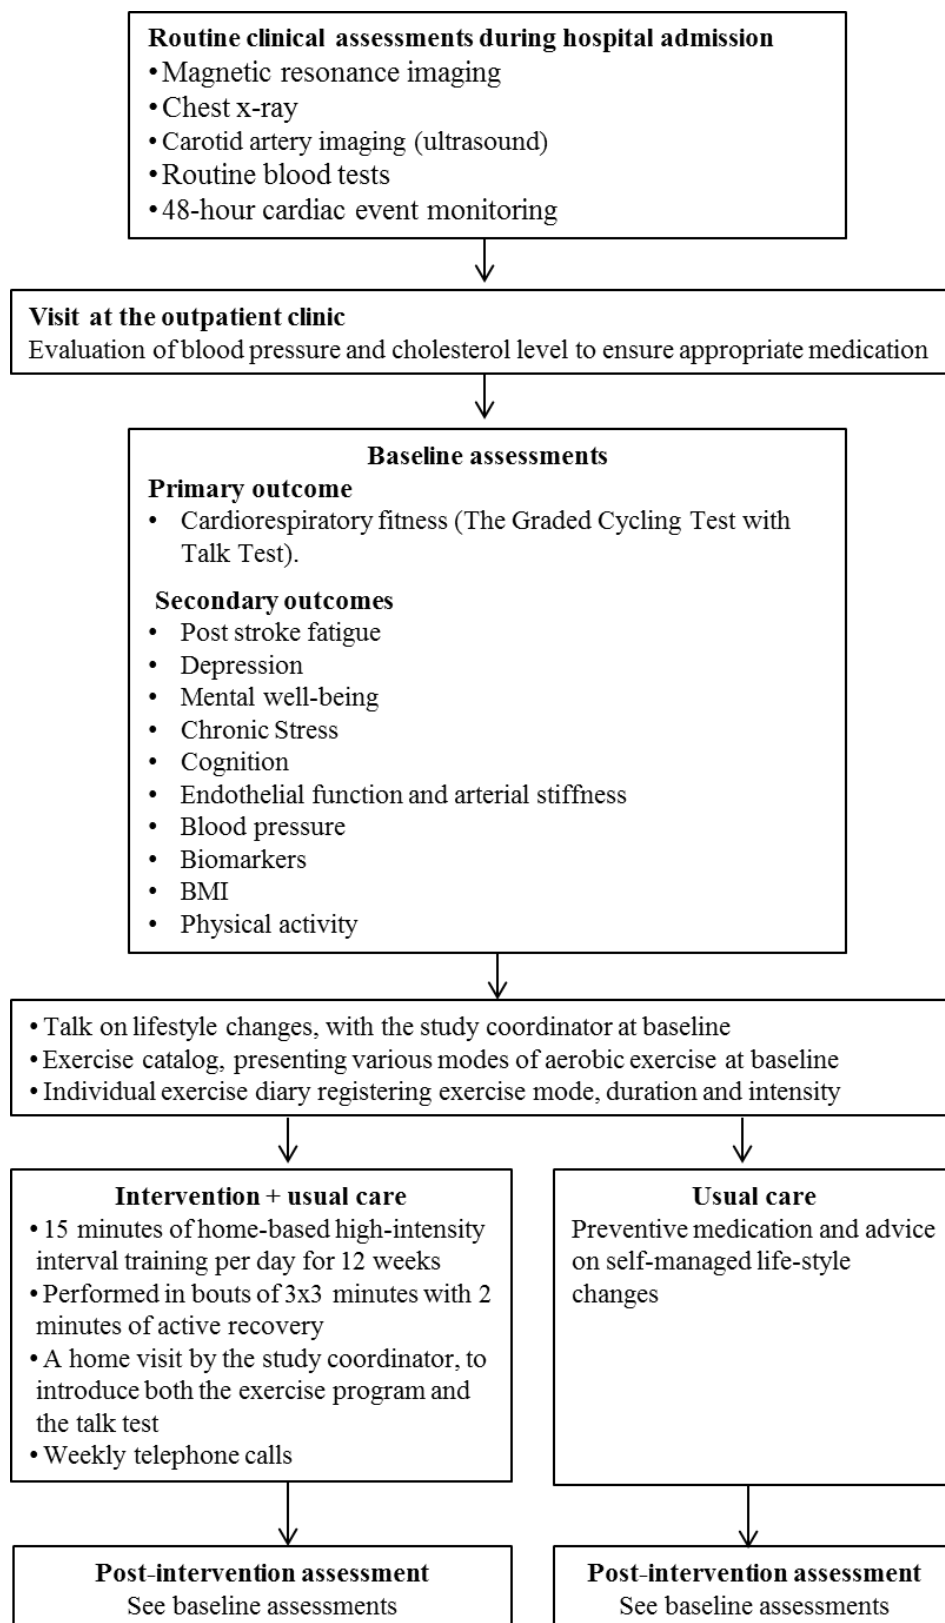 Routine clinical assessments during hospital admission
• Magnetic resonance imaging
• Chest x-ray
• Carotid artery imaging (ultrasound)
• Routine blood tests
• 48-hour cardiac event monitoring
Visit at the outpatient clinic
Evaluation of blood pressure and cholesterol level to ensure appropriate medication
Baseline assessments
Primary outcome
• Cardiorespiratory fitness (The Graded Cycling Test with
Talk Test).
Secondary outcomes
• Post stroke fatigue
• Depression
• Mental well-being
• Chronic Stress
• Cognition
• Endothelial function and arterial stiffness
• Blood pressure
• Biomarkers
• BMI
• Physical activity
• Talk on lifestyle changes, with the study coordinator at baseline
• Exercise catalog, presenting various modes of aerobic exercise at baseline
• Individual exercise diary registering exercise mode, duration and intensity
Intervention + usual care
• 15 minutes of home-based high-intensity
interval training per day for 12 weeks
• Performed in bouts of 3x3 minutes with 2
minutes of active recovery
• A home visit by the study coordinator, to
introduce both the exercise program and
the talk test
• Weekly telephone calls
Usual care
Preventive medication and advice
on self-managed life-style
changes
Post-intervention assessment
See baseline assessments
Post-intervention assessment
See baseline assessments